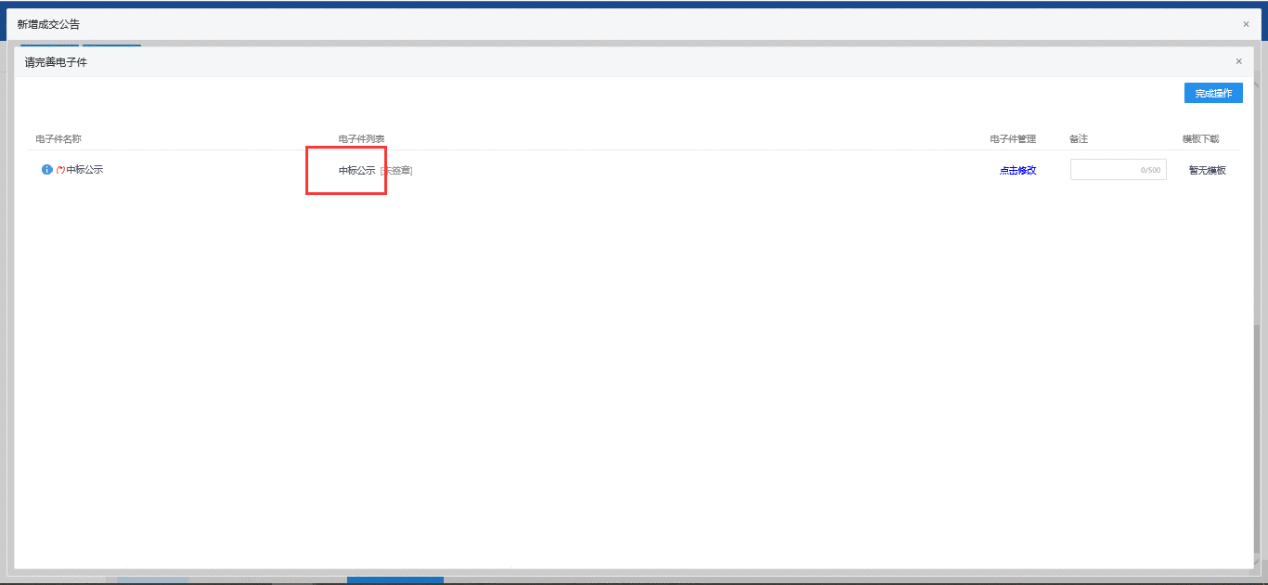 新增成交公告 ×
请完善电子件 ×
完成操作
电子件名称 电子件列表 电子件管理 备注 模板下载
(*)中标公示 中标公示 [未签章] 点击修改 0/500 暂无模板